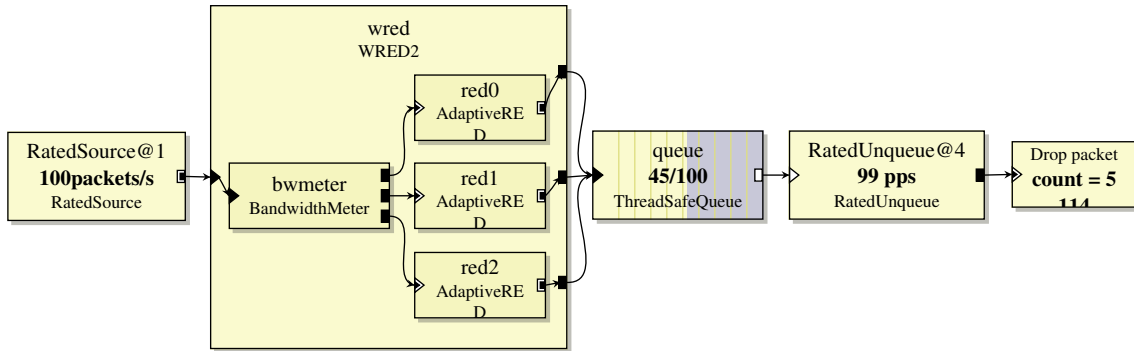 wred
WRED2
red0
AdaptiveRE
D
RatedSource@1
100packets/s
RatedSource
bwmeter
BandwidthMeter
red1
AdaptiveRE
D
red2
AdaptiveRE
D
queue
45/100
ThreadSafeQueue
RatedUnqueue@4
99 pps
RatedUnqueue
Drop packet
count = 5
114